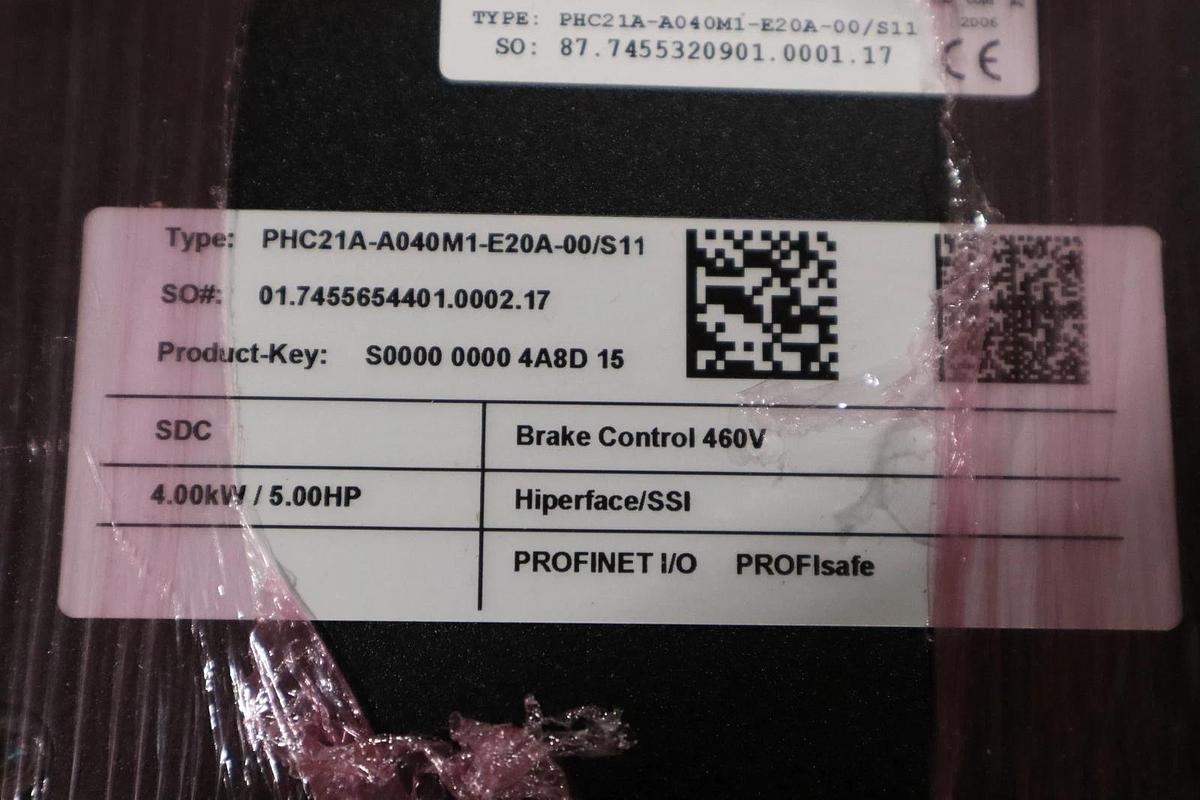 TYPE: PHC21A-A040M1-E20A-00/S11
2D06
SO: 87.7455320901.0001.17
CE
Type: PHC21A-A040M1-E20A-00/S11
SO#: 01.7455654401.0002.17
Product-Key: S0000 0000 4A8D 15
SDC
Brake Control 460V
4.00kW / 5.00HP
Hiperface/SSI
PROFINET I/O PROFIsafe